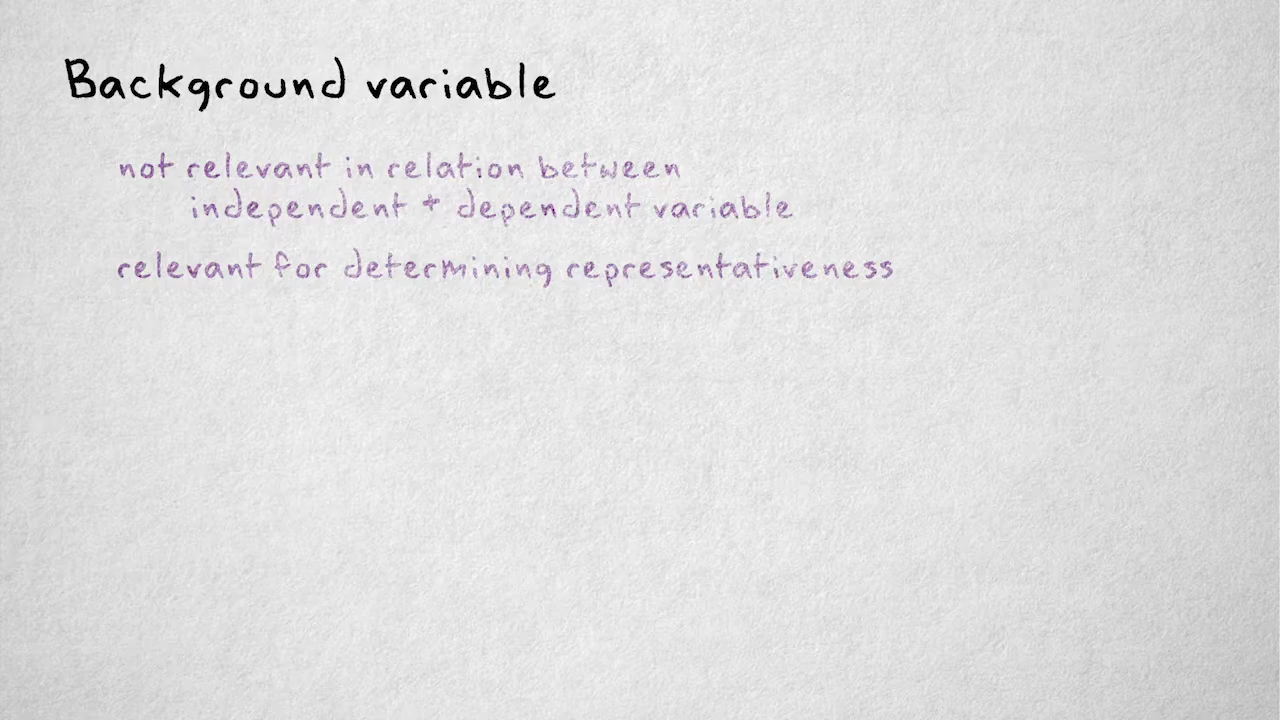 Background variable
not relevant in relation between
independent + dependent variable
relevant for determining representativeness